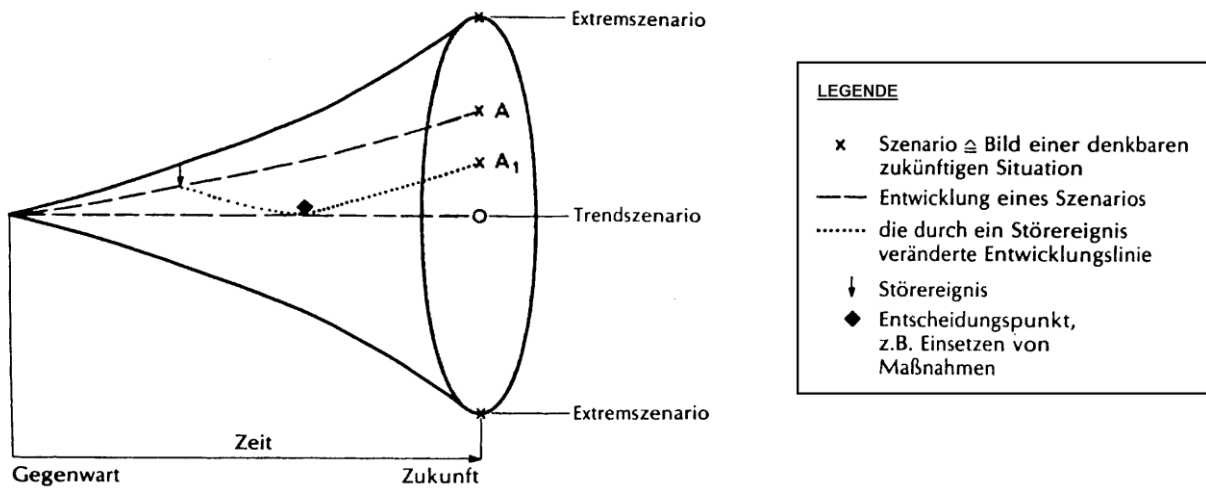 Extremszenario
A
A₁
Trendszenario
Extremszenario
Zeit
Gegenwart
Zukunft
LEGENDE
x Szenario ≙ Bild einer denkbaren
zukünftigen Situation
Entwicklung eines Szenarios
die durch ein Störereignis
veränderte Entwicklungslinie
Störereignis
Entscheidungspunkt,
z.B. Einsetzen von
Maßnahmen